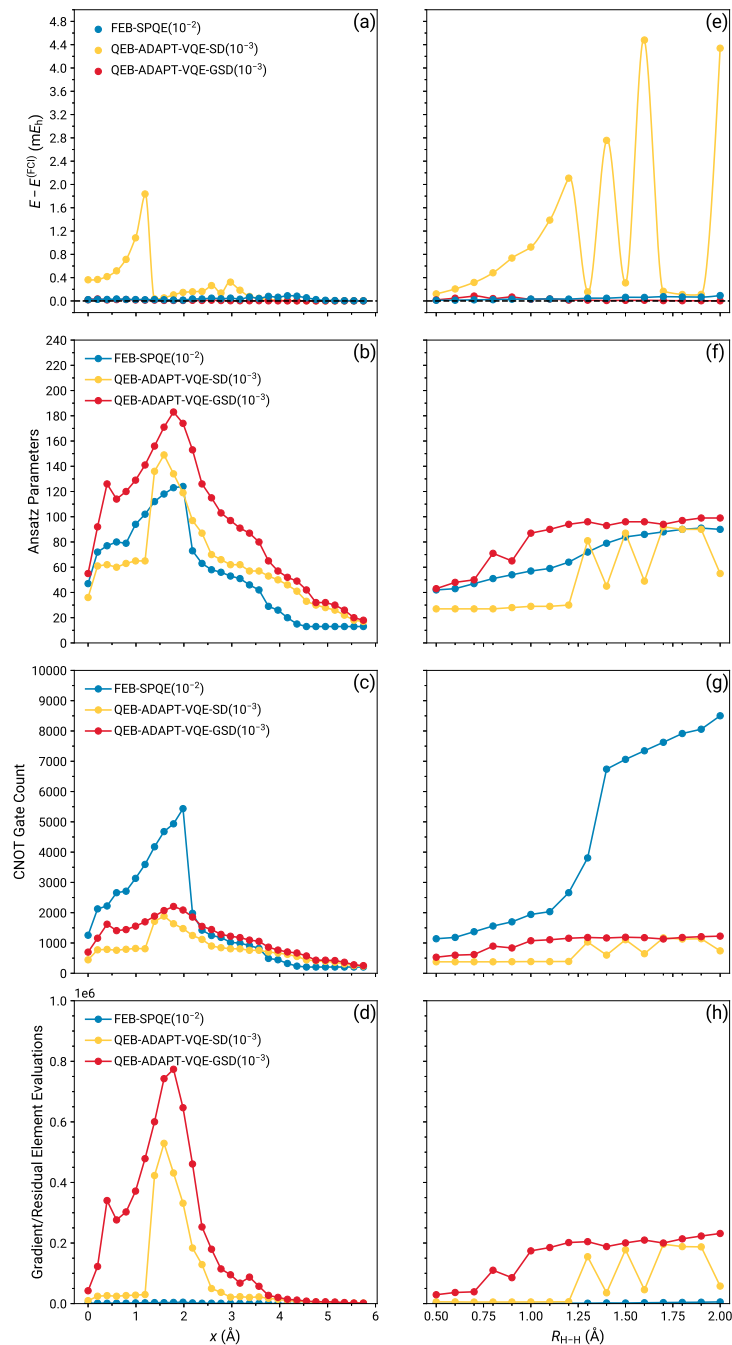 (a)
FEB-SPQE(10⁻²)
QEB-ADAPT-VQE-SD(10⁻³)
QEB-ADAPT-VQE-GSD(10⁻³)
E − E⁽ᶠᶜᴵ⁾ (mEₕ)
4.8
4.4
4.0
3.6
3.2
2.8
2.4
2.0
1.6
1.2
0.8
0.4
0.0
(e)
(b)
FEB-SPQE(10⁻²)
QEB-ADAPT-VQE-SD(10⁻³)
QEB-ADAPT-VQE-GSD(10⁻³)
Ansatz Parameters
240
220
200
180
160
140
120
100
80
60
40
20
0
(f)
(c)
FEB-SPQE(10⁻²)
QEB-ADAPT-VQE-SD(10⁻³)
QEB-ADAPT-VQE-GSD(10⁻³)
CNOT Gate Count
10000
9000
8000
7000
6000
5000
4000
3000
2000
1000
0
(g)
1e6
(d)
FEB-SPQE(10⁻²)
QEB-ADAPT-VQE-SD(10⁻³)
QEB-ADAPT-VQE-GSD(10⁻³)
Gradient/Residual Element Evaluations
1.0
0.8
0.6
0.4
0.2
0.0
0 1 2 3 4 5 6
x (Å)
(h)
0.50 0.75 1.00 1.25 1.50 1.75 2.00
R_H−H (Å)